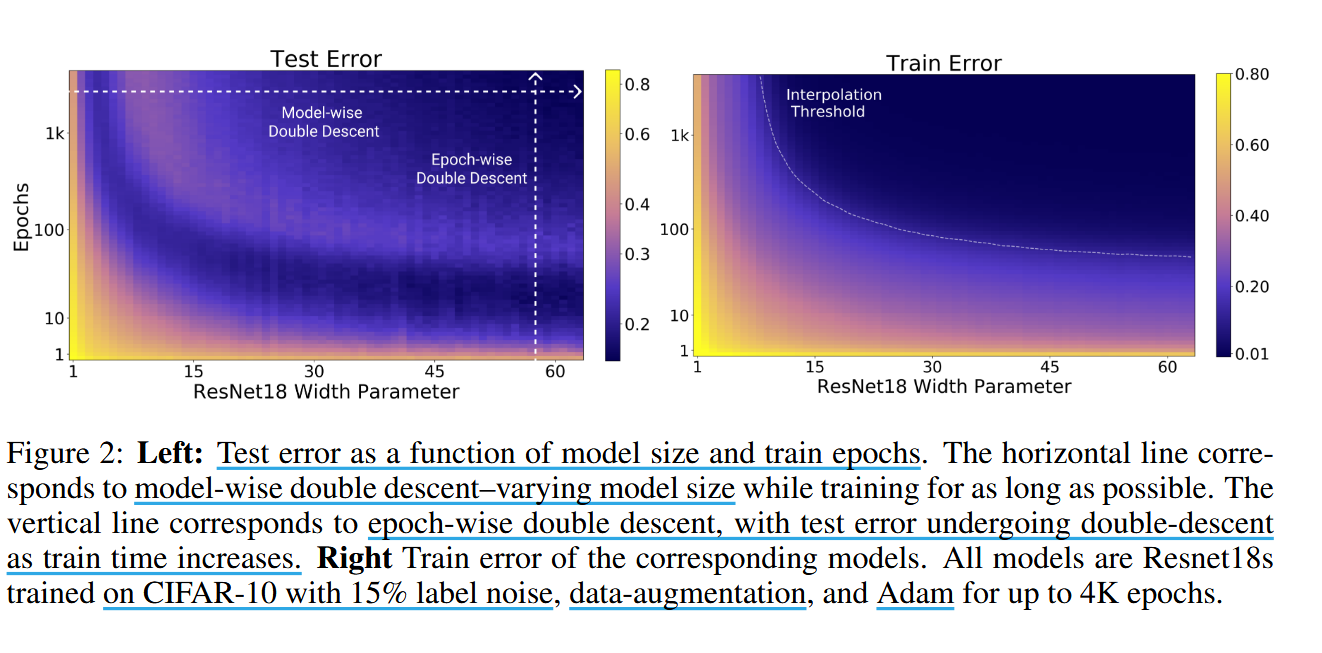 Test Error
Model-wise
Double Descent
Epoch-wise
Double Descent
Epochs
1k
100
10
1
1 15 30 45 60
ResNet18 Width Parameter
0.8
0.6
0.4
0.3
0.2
Train Error
Interpolation
Threshold
1k
100
10
1
1 15 30 45 60
ResNet18 Width Parameter
0.80
0.60
0.40
0.20
0.01
Figure 2: Left: Test error as a function of model size and train epochs. The horizontal line corre-
sponds to model-wise double descent–varying model size while training for as long as possible. The
vertical line corresponds to epoch-wise double descent, with test error undergoing double-descent
as train time increases. Right Train error of the corresponding models. All models are Resnet18s
trained on CIFAR-10 with 15% label noise, data-augmentation, and Adam for up to 4K epochs.